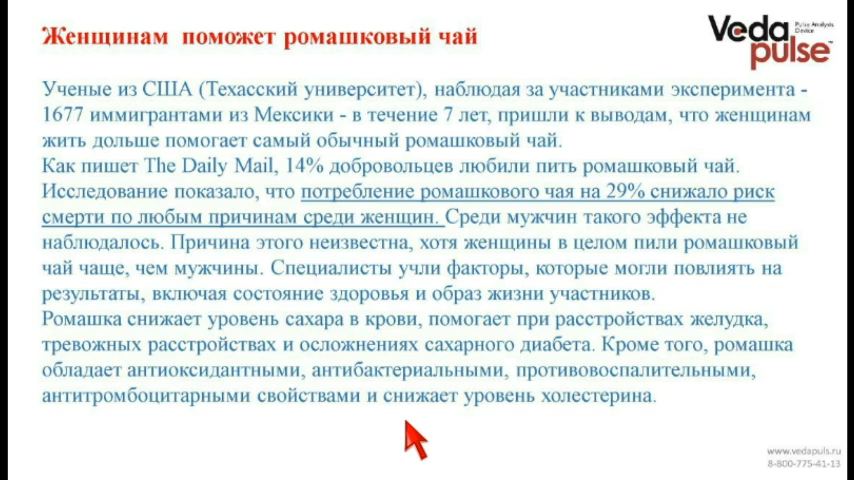 Женщинам поможет ромашковый чай
Veda
pulse™
Pulse Analysis
Device
Ученые из США (Техасский университет), наблюдая за участниками эксперимента -
1677 иммигрантами из Мексики - в течение 7 лет, пришли к выводам, что женщинам
жить дольше помогает самый обычный ромашковый чай.
Как пишет The Daily Mail, 14% добровольцев любили пить ромашковый чай.
Исследование показало, что потребление ромашкового чая на 29% снижало риск
смерти по любым причинам среди женщин. Среди мужчин такого эффекта не
наблюдалось. Причина этого неизвестна, хотя женщины в целом пили ромашковый
чай чаще, чем мужчины. Специалисты учли факторы, которые могли повлиять на
результаты, включая состояние здоровья и образ жизни участников.
Ромашка снижает уровень сахара в крови, помогает при расстройствах желудка,
тревожных расстройствах и осложнениях сахарного диабета. Кроме того, ромашка
обладает антиоксидантными, антибактериальными, противовоспалительными,
антитромбоцитарными свойствами и снижает уровень холестерина.
www.vedapuls.ru
8-800-775-41-13